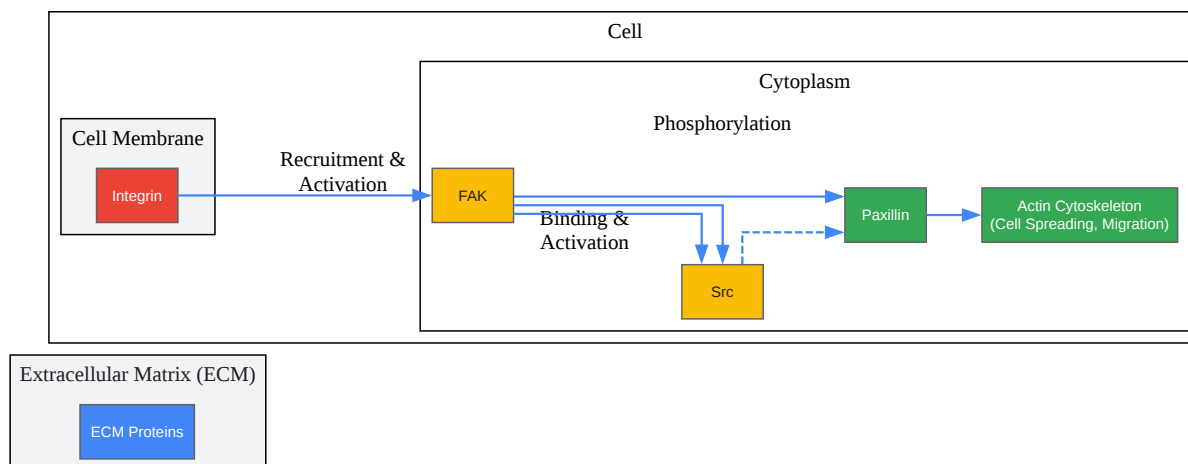 Cell
Cytoplasm
Phosphorylation
Cell Membrane
Integrin
Recruitment &
Activation
FAK
Binding &
Activation
Src
Paxillin
Actin Cytoskeleton
(Cell Spreading, Migration)
Extracellular Matrix (ECM)
ECM Proteins